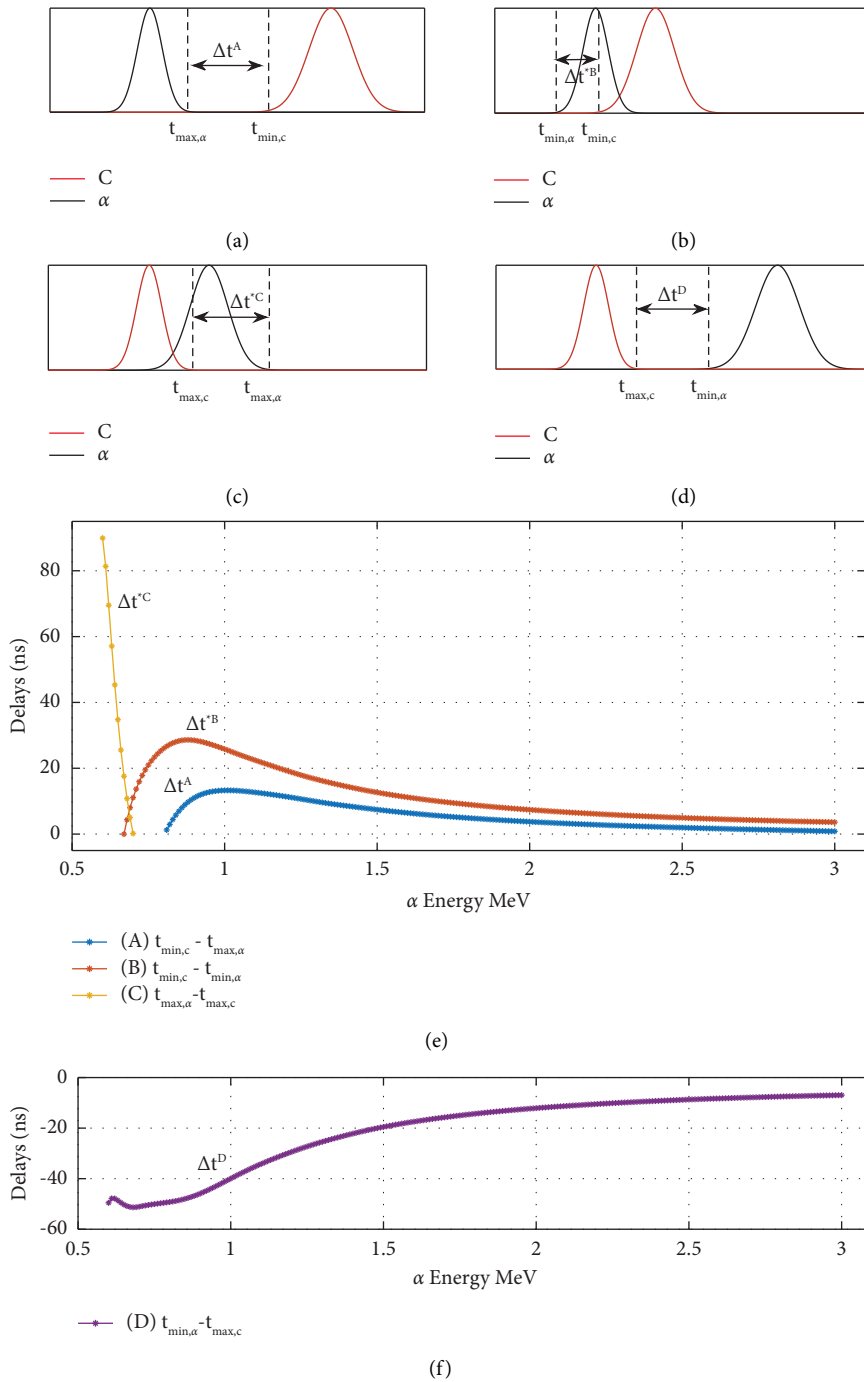 Δt^A
t_max,α t_min,c
C
α
(a)
Δt^*B
t_min,α t_min,c
C
α
(b)
Δt^*C
t_max,c t_max,α
C
α
(c)
Δt^D
t_max,c t_min,α
C
α
(d)
Delays (ns)
80
60
40
20
0
Δt^*C
Δt^*B
Δt^A
0.5 1 1.5 2 2.5 3
α Energy MeV
(A) t_min,c - t_max,α
(B) t_min,c - t_min,α
(C) t_max,α-t_max,c
(e)
Delays (ns)
0
-20
-40
-60
Δt^D
0.5 1 1.5 2 2.5 3
α Energy MeV
(D) t_min,α-t_max,c
(f)